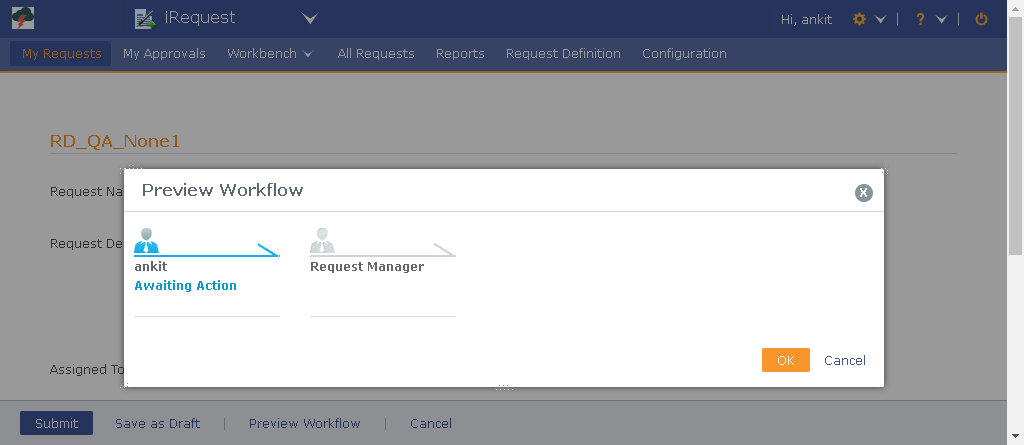 iRequest
Hi, ankit | ? |
My Requests My Approvals Workbench All Requests Reports Request Definition Configuration
RD_QA_None1
Request Na
Preview Workflow
X
Request De
ankit
Awaiting Action
Request Manager
OK Cancel
Assigned To
Submit Save as Draft | Preview Workflow | Cancel